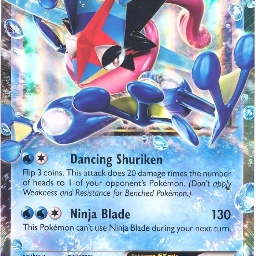 Dancing Shuriken
Flip 3 coins. This attack does 20 damage times the number
of heads to 1 of your opponent's Pokémon. (Don't apply
Weakness and Resistance for Benched Pokémon.)
Ninja Blade 130
This Pokémon can't use Ninja Blade during your next turn.